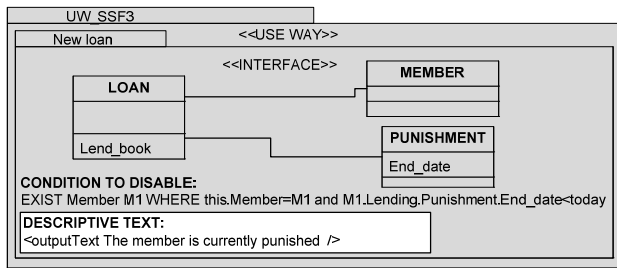 UW_SSF3
New loan
<<USE WAY>>
<<INTERFACE>>
LOAN
Lend_book
MEMBER
PUNISHMENT
End_date
CONDITION TO DISABLE:
EXIST Member M1 WHERE this.Member=M1 and M1.Lending.Punishment.End_date<today
DESCRIPTIVE TEXT:
<outputText The member is currently punished />